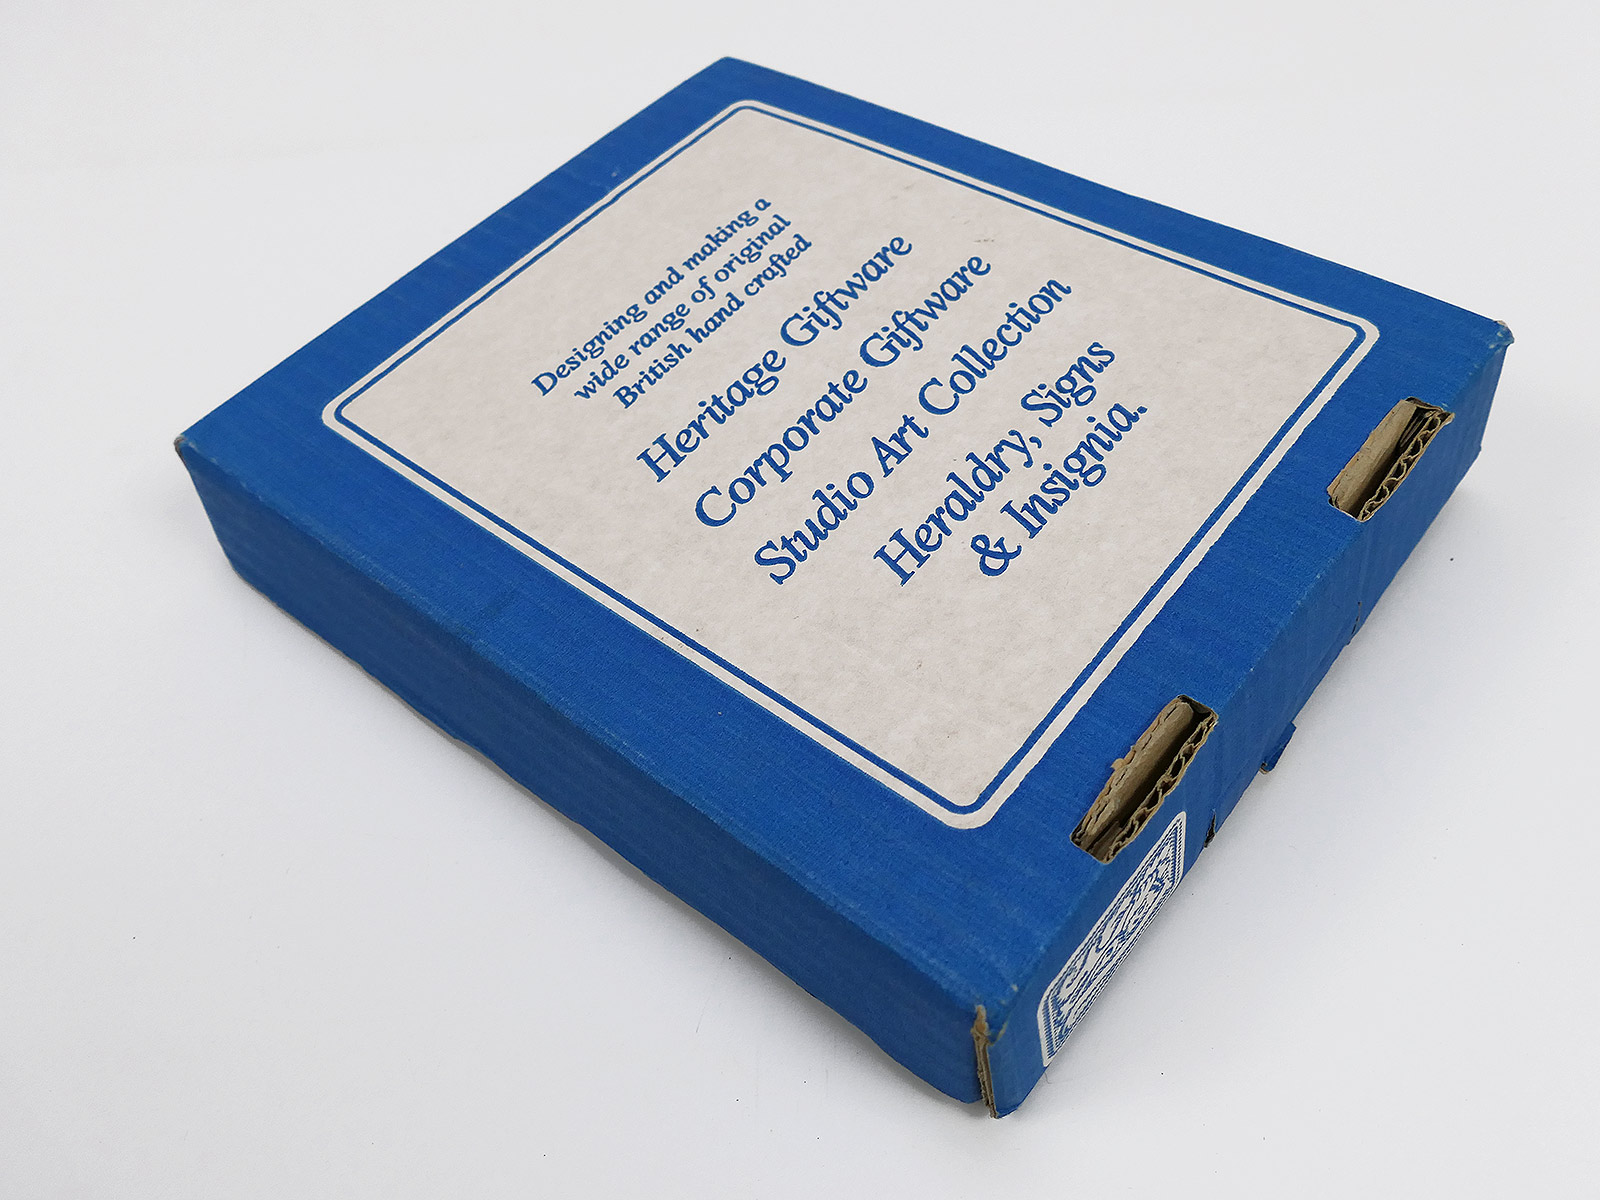 Designing and making a
wide range of original
British hand crafted
Heritage Giftware
Corporate Giftware
Studio Art Collection
Heraldry, Signs
& Insignia.